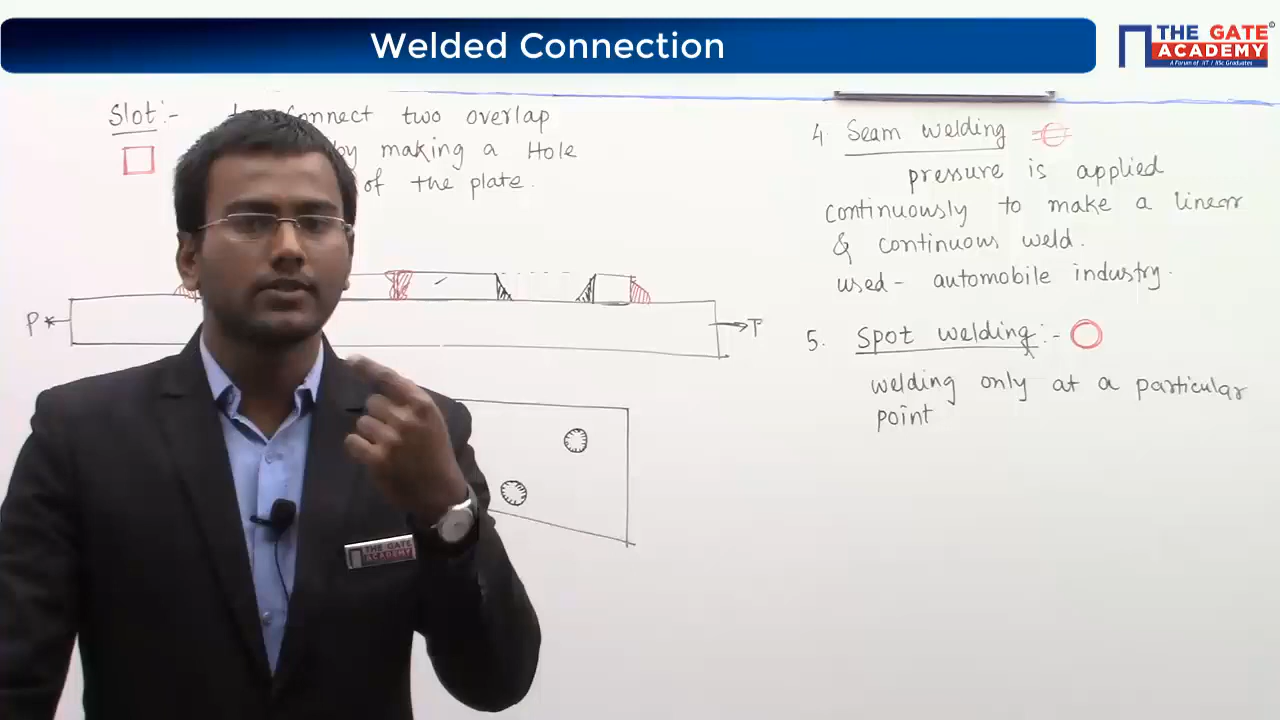 Welded Connection
THE GATE ACADEMY
A Forum of IIT / IISc Graduates
Slot:- connect two overlap
by making a Hole
of the plate.
P
T
4. Seam welding
pressure is applied
continuously to make a linear
& continuous weld.
used - automobile industry.
5. Spot welding:-
welding only at a particular
point
THE GATE
ACADEMY